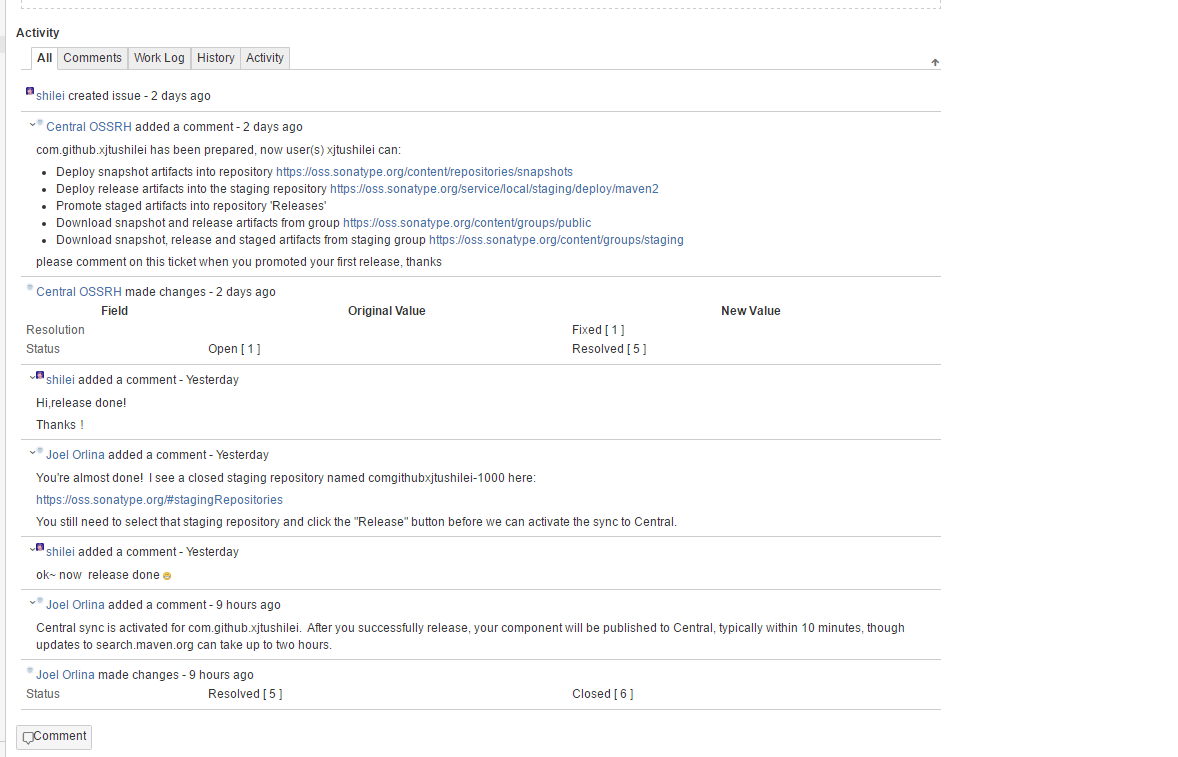 Activity
All Comments Work Log History Activity
shilei created issue - 2 days ago
Central OSSRH added a comment - 2 days ago
com.github.xjtushilei has been prepared, now user(s) xjtushilei can:
• Deploy snapshot artifacts into repository https://oss.sonatype.org/content/repositories/snapshots
• Deploy release artifacts into the staging repository https://oss.sonatype.org/service/local/staging/deploy/maven2
• Promote staged artifacts into repository 'Releases'
• Download snapshot and release artifacts from group https://oss.sonatype.org/content/groups/public
• Download snapshot, release and staged artifacts from staging group https://oss.sonatype.org/content/groups/staging
please comment on this ticket when you promoted your first release, thanks
Central OSSRH made changes - 2 days ago
Field Original Value New Value
Resolution Fixed [ 1 ]
Status Open [ 1 ] Resolved [ 5 ]
shilei added a comment - Yesterday
Hi,release done!
Thanks！
Joel Orlina added a comment - Yesterday
You're almost done!  I see a closed staging repository named comgithubxjtushilei-1000 here:
https://oss.sonatype.org/#stagingRepositories
You still need to select that staging repository and click the "Release" button before we can activate the sync to Central.
shilei added a comment - Yesterday
ok~ now  release done
Joel Orlina added a comment - 9 hours ago
Central sync is activated for com.github.xjtushilei.  After you successfully release, your component will be published to Central, typically within 10 minutes, though
updates to search.maven.org can take up to two hours.
Joel Orlina made changes - 9 hours ago
Status Resolved [ 5 ] Closed [ 6 ]
Comment